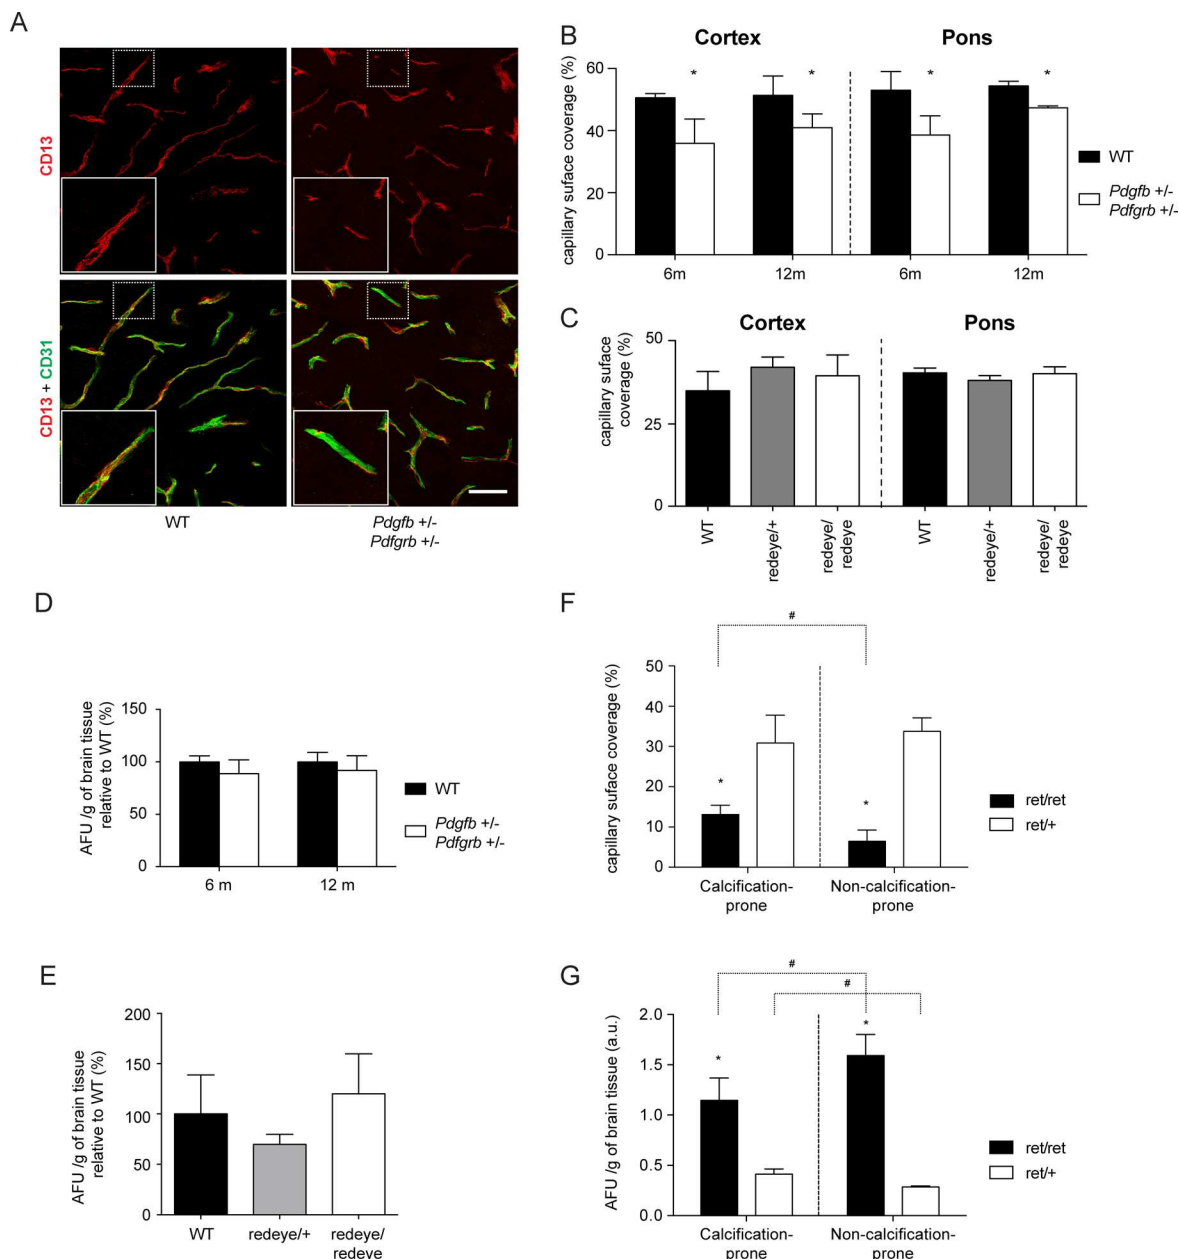 A
CD13
CD13 + CD31
WT
Pdgfb +/-
Pdfgrb +/-
B
Cortex
Pons
capillary suface coverage (%)
60
40
20
0
*
*
*
*
6m
12m
6m
12m
WT
Pdgfb +/-
Pdfgrb +/-
C
Cortex
Pons
capillary suface
coverage (%)
50
25
0
WT
redeye/+
redeye/
redeye
WT
redeye/+
redeye/
redeye
D
AFU /g of brain tissue
relative to WT (%)
150
100
50
0
6 m
12 m
WT
Pdgfb +/-
Pdfgrb +/-
F
#
capillary suface coverage (%)
50
40
30
20
10
0
*
*
Calcification-
prone
Non-calcification-
prone
ret/ret
ret/+
E
AFU /g of brain tissue
relative to WT (%)
200
150
100
50
0
WT
redeye/+
redeye/
redeye
G
#
#
AFU /g of brain tissue (a.u.)
2.0
1.5
1.0
0.5
0.0
*
*
Calcification-
prone
Non-calcification-
prone
ret/ret
ret/+